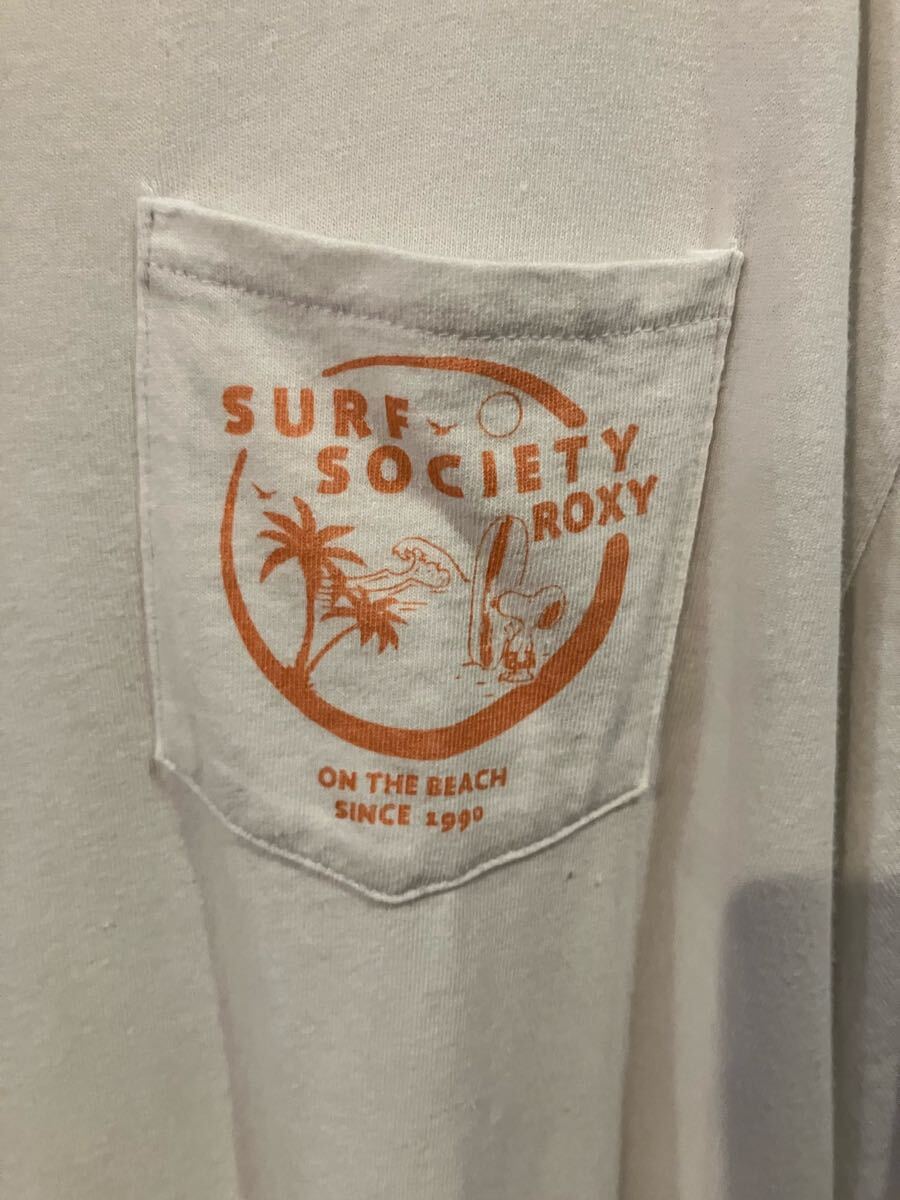 SURF
SOCIETY
ROXY
ON THE BEACH
SINCE 1990